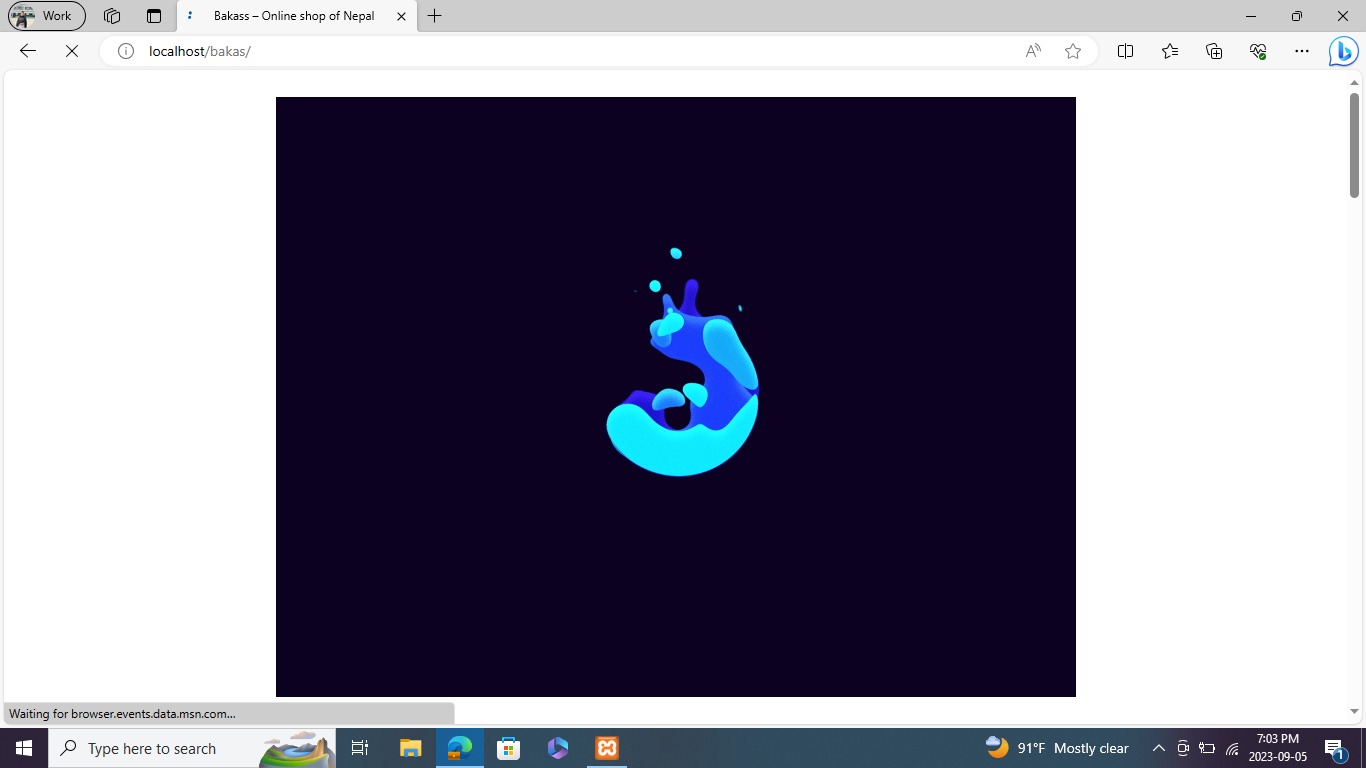 Work
Bakass – Online shop of Nepal
localhost/bakas/
Waiting for browser.events.data.msn.com...
Type here to search
91°F Mostly clear
7:03 PM
2023-09-05
1